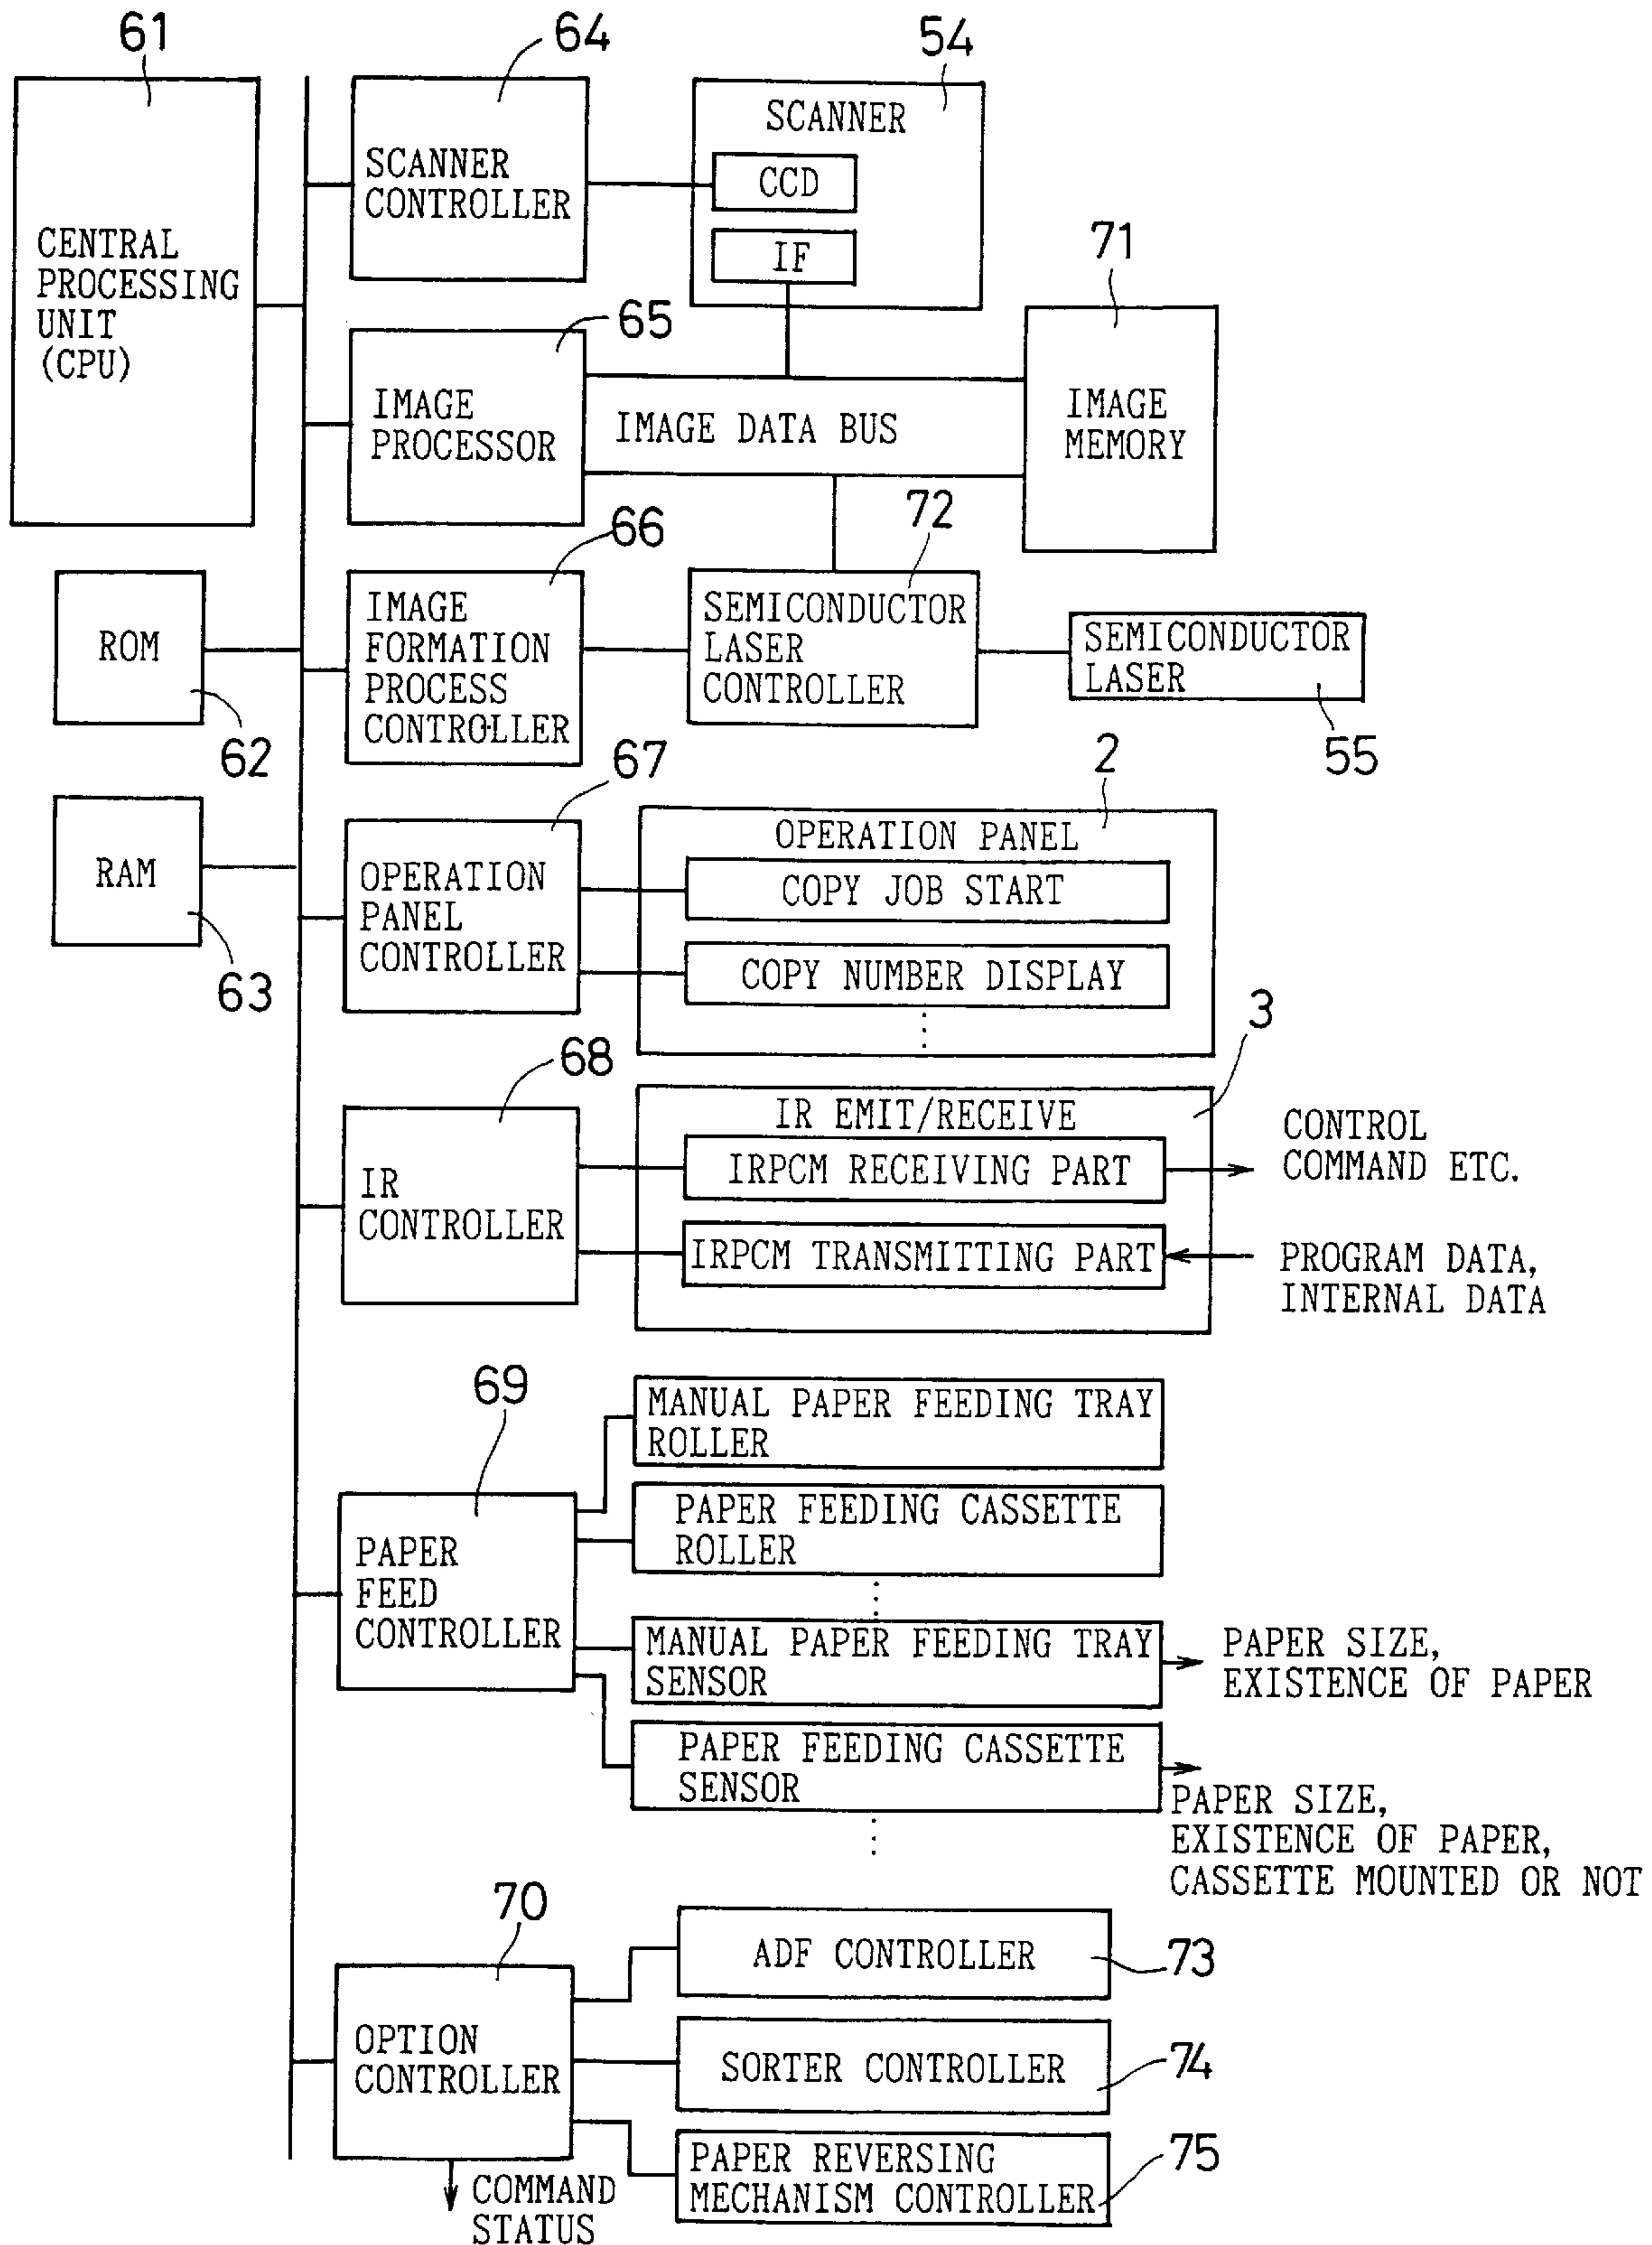 61
64
54
CENTRAL
PROCESSING
UNIT
(CPU)
SCANNER
CONTROLLER
SCANNER
CCD
IF
71
65
IMAGE
PROCESSOR
IMAGE DATA BUS
IMAGE
MEMORY
72
66
ROM
62
IMAGE
FORMATION
PROCESS
CONTROLLER
SEMICONDUCTOR
LASER
CONTROLLER
SEMICONDUCTOR
LASER
55
67
2
RAM
63
OPERATION
PANEL
CONTROLLER
OPERATION PANEL
COPY JOB START
COPY NUMBER DISPLAY
3
68
IR
CONTROLLER
IR EMIT/RECEIVE
IRPCM RECEIVING PART
CONTROL
COMMAND ETC.
IRPCM TRANSMITTING PART
PROGRAM DATA,
INTERNAL DATA
69
PAPER
FEED
CONTROLLER
MANUAL PAPER FEEDING TRAY
ROLLER
PAPER FEEDING CASSETTE
ROLLER
MANUAL PAPER FEEDING TRAY
SENSOR
PAPER SIZE,
EXISTENCE OF PAPER
PAPER FEEDING CASSETTE
SENSOR
PAPER SIZE,
EXISTENCE OF PAPER,
CASSETTE MOUNTED OR NOT
70
OPTION
CONTROLLER
ADF CONTROLLER
73
SORTER CONTROLLER
74
PAPER REVERSING
MECHANISM CONTROLLER
75
COMMAND
STATUS